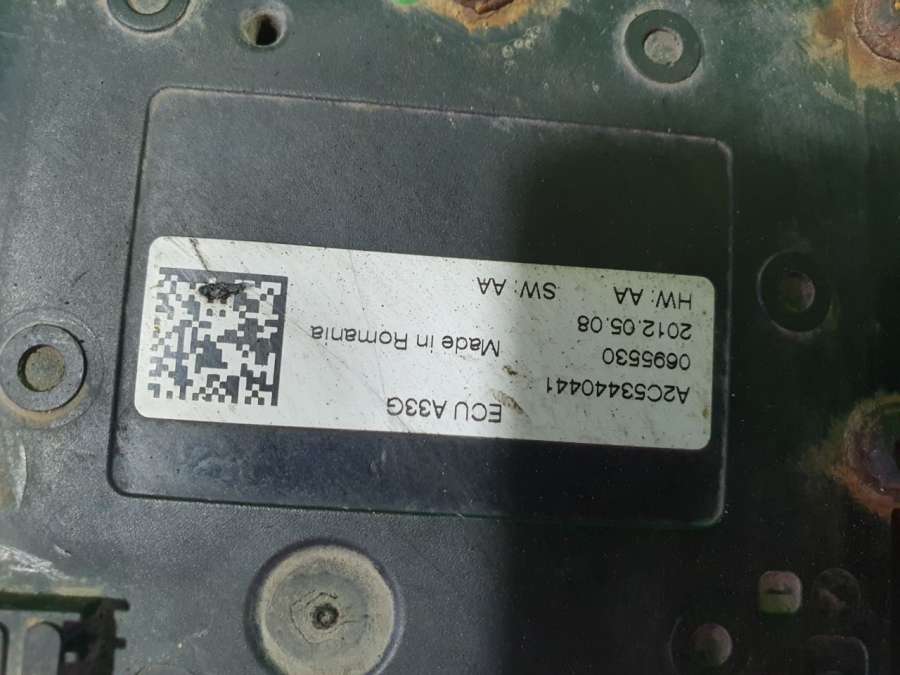 A2C53440441 ECU A33G
0695530
2012.05.08 Made in Romania
HW: AA SW: AA